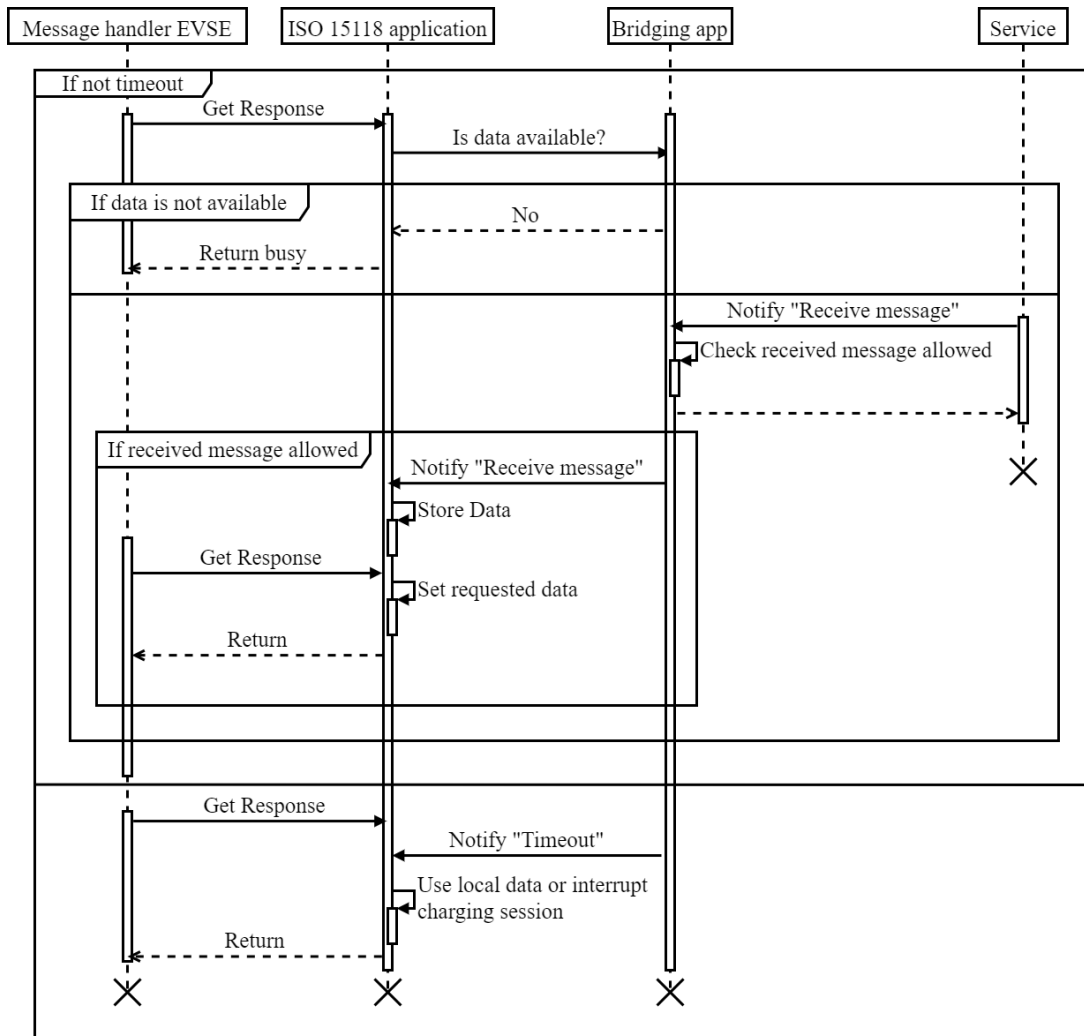 Message handler EVSE
ISO 15118 application
Bridging app
Service
If not timeout
Get Response
Is data available?
If data is not available
No
Return busy
Notify "Receive message"
Check received message allowed
If received message allowed
Notify "Receive message"
Store Data
Get Response
Set requested data
Return
Get Response
Notify "Timeout"
Use local data or interrupt
charging session
Return